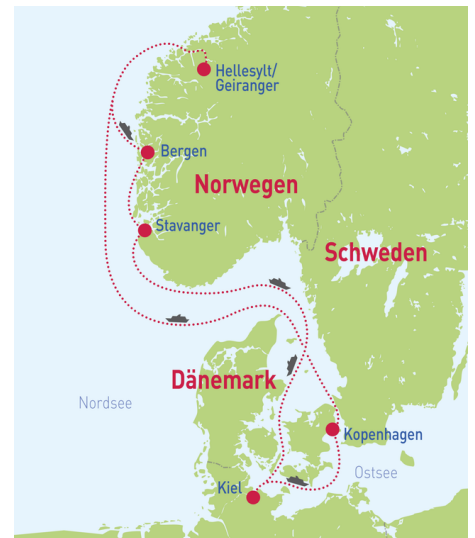 Hellesylt/
Geiranger
Bergen
Norwegen
Stavanger
Schweden
Dänemark
Nordsee
Kopenhagen
Ostsee
Kiel